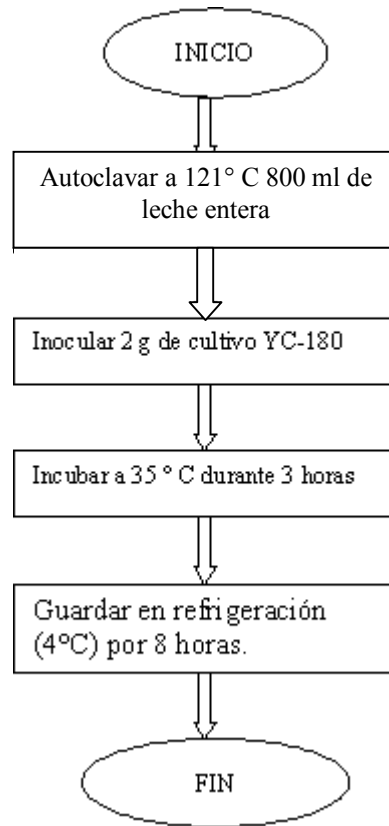 INICIO
Autoclavar a 121° C 800 ml de
leche entera
Inocular 2 g de cultivo YC-180
Incubar a 35 ° C durante 3 horas
Guardar en refrigeración
(4°C) por 8 horas.
FIN